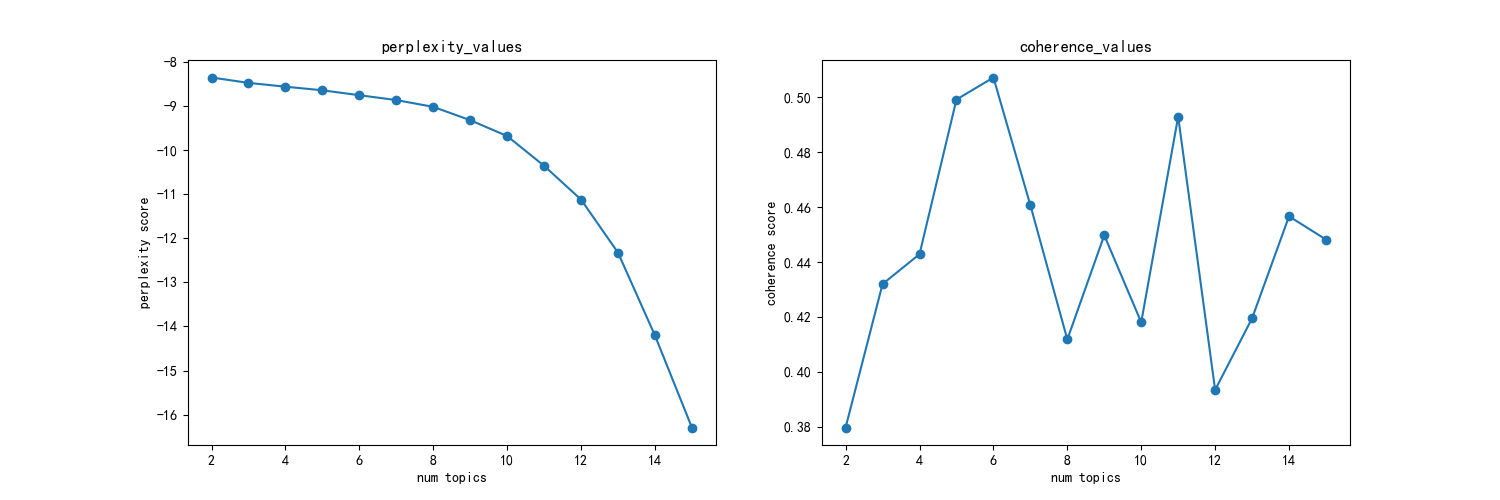 perplexity_values
perplexity score
-8
-9
-10
-11
-12
-13
-14
-15
-16
2 4 6 8 10 12 14
num topics
coherence_values
coherence score
0.50
0.48
0.46
0.44
0.42
0.40
0.38
2 4 6 8 10 12 14
num topics